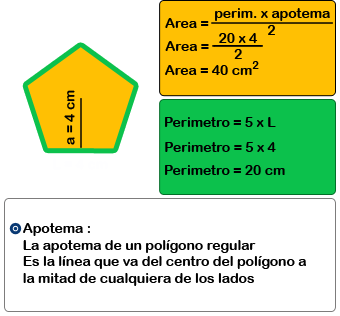 a = 4 cm
Area = perim. x apotema / 2
Area = 20 x 4 / 2
Area = 40 cm²
Perimetro = 5 x L
Perimetro = 5 x 4
Perimetro = 20 cm
Apotema :
La apotema de un polígono regular
Es la línea que va del centro del polígono a
la mitad de cualquiera de los lados